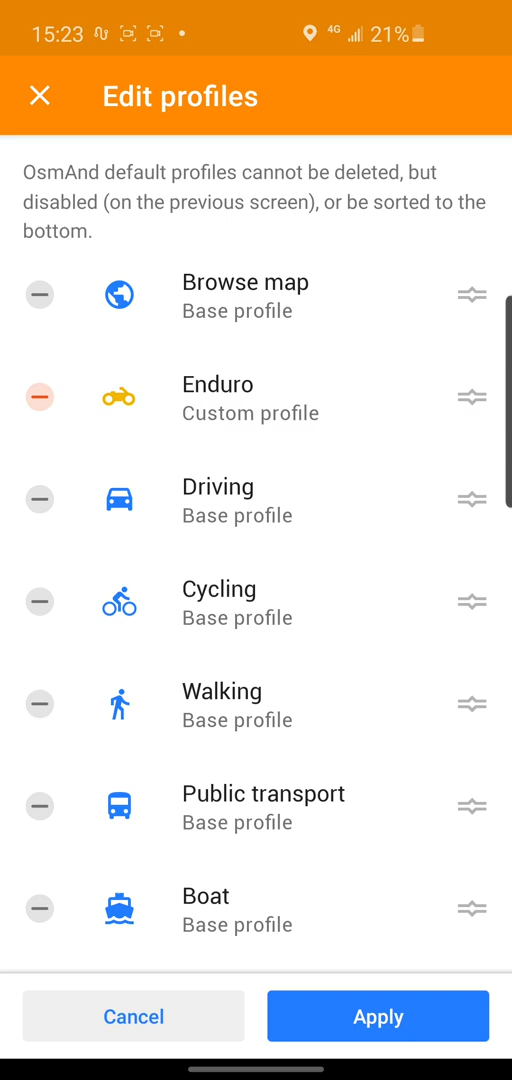 15:23 4G 21%
Edit profiles
OsmAnd default profiles cannot be deleted, but
disabled (on the previous screen), or be sorted to the
bottom.
Browse map
Base profile
Enduro
Custom profile
Driving
Base profile
Cycling
Base profile
Walking
Base profile
Public transport
Base profile
Boat
Base profile
Cancel Apply